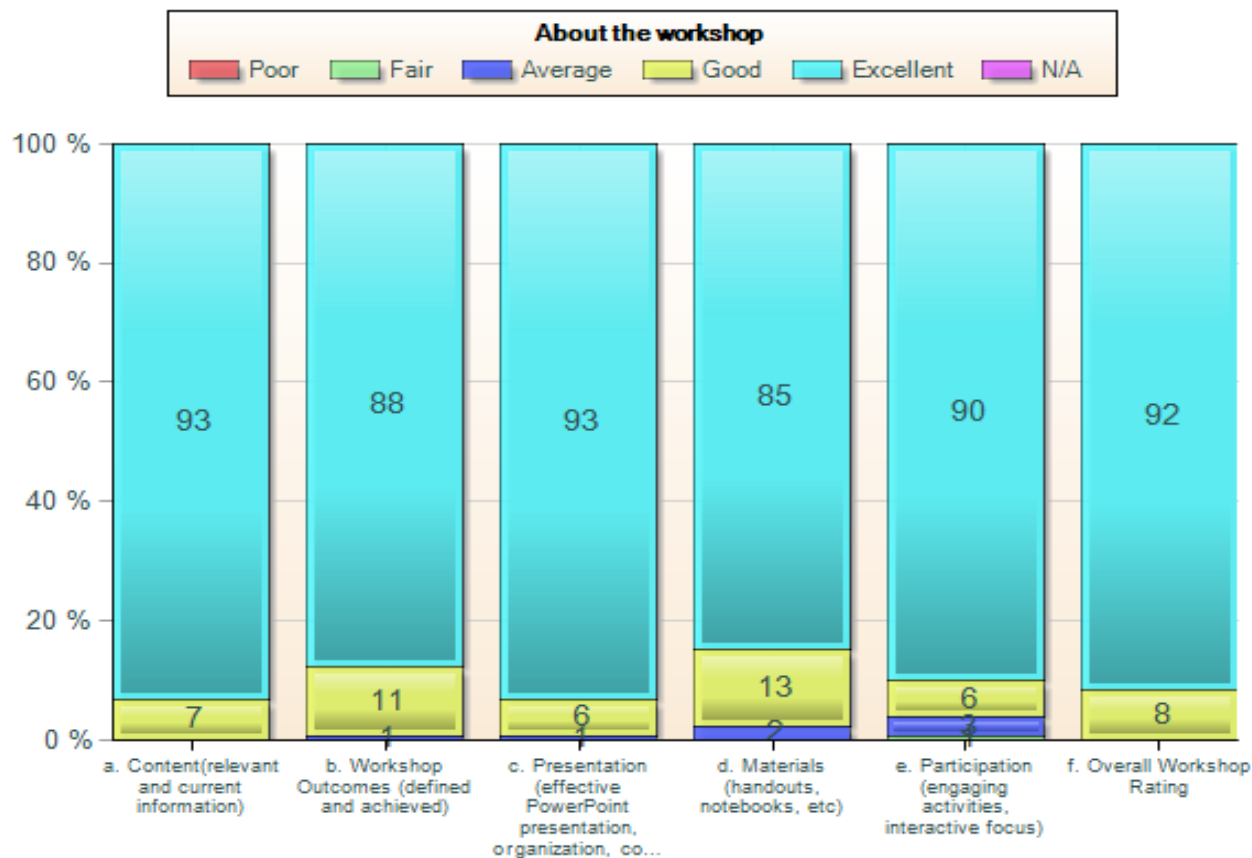 About the workshop
Poor Fair Average Good Excellent N/A
100 %
80 %
60 %
40 %
20 %
0 %
93
88
93
85
90
92
7
11
6
13
6
8
1
1
2
3
1
a. Content(relevant
and current
information)
b. Workshop
Outcomes (defined
and achieved)
c. Presentation
(effective
PowerPoint
presentation,
organization, co...
d. Materials
(handouts,
notebooks, etc)
e. Participation
(engaging
activities,
interactive focus)
f. Overall Workshop
Rating